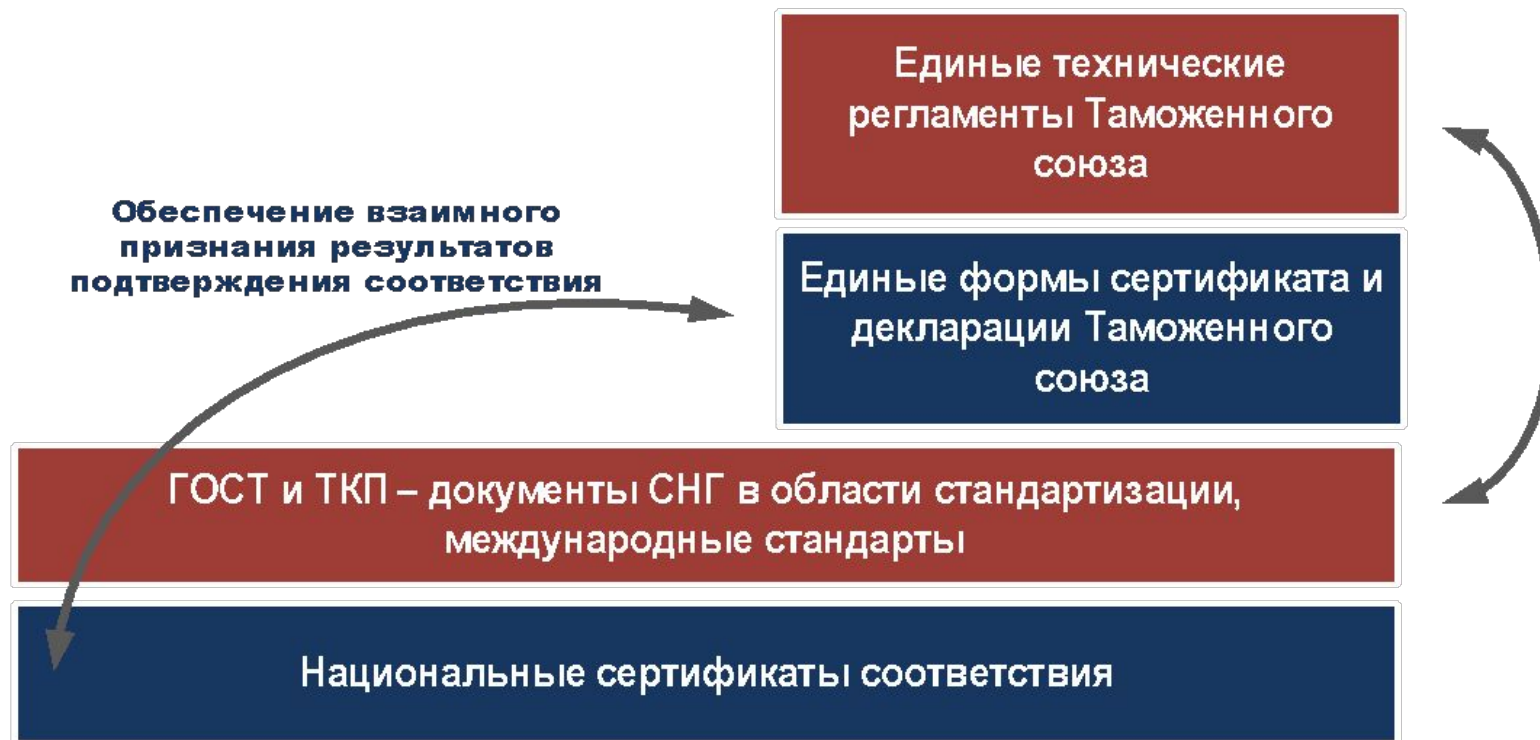 Единые технические
регламенты Таможенного
союза
Обеспечение взаимного
признания результатов
подтверждения соответствия
Единые формы сертификата и
декларации Таможенного
союза
ГОСТ и ТКП – документы СНГ в области стандартизации,
международные стандарты
Национальные сертификаты соответствия